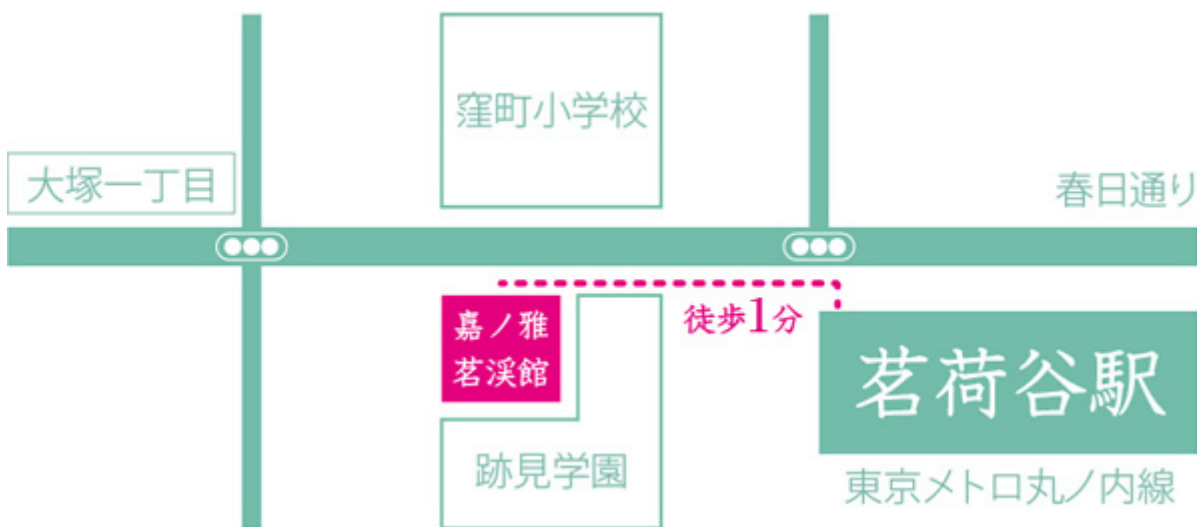 窪町小学校
大塚一丁目
春日通り
徒歩1分
嘉ノ雅
茗渓館
茗荷谷駅
跡見学園
東京メトロ丸ノ内線